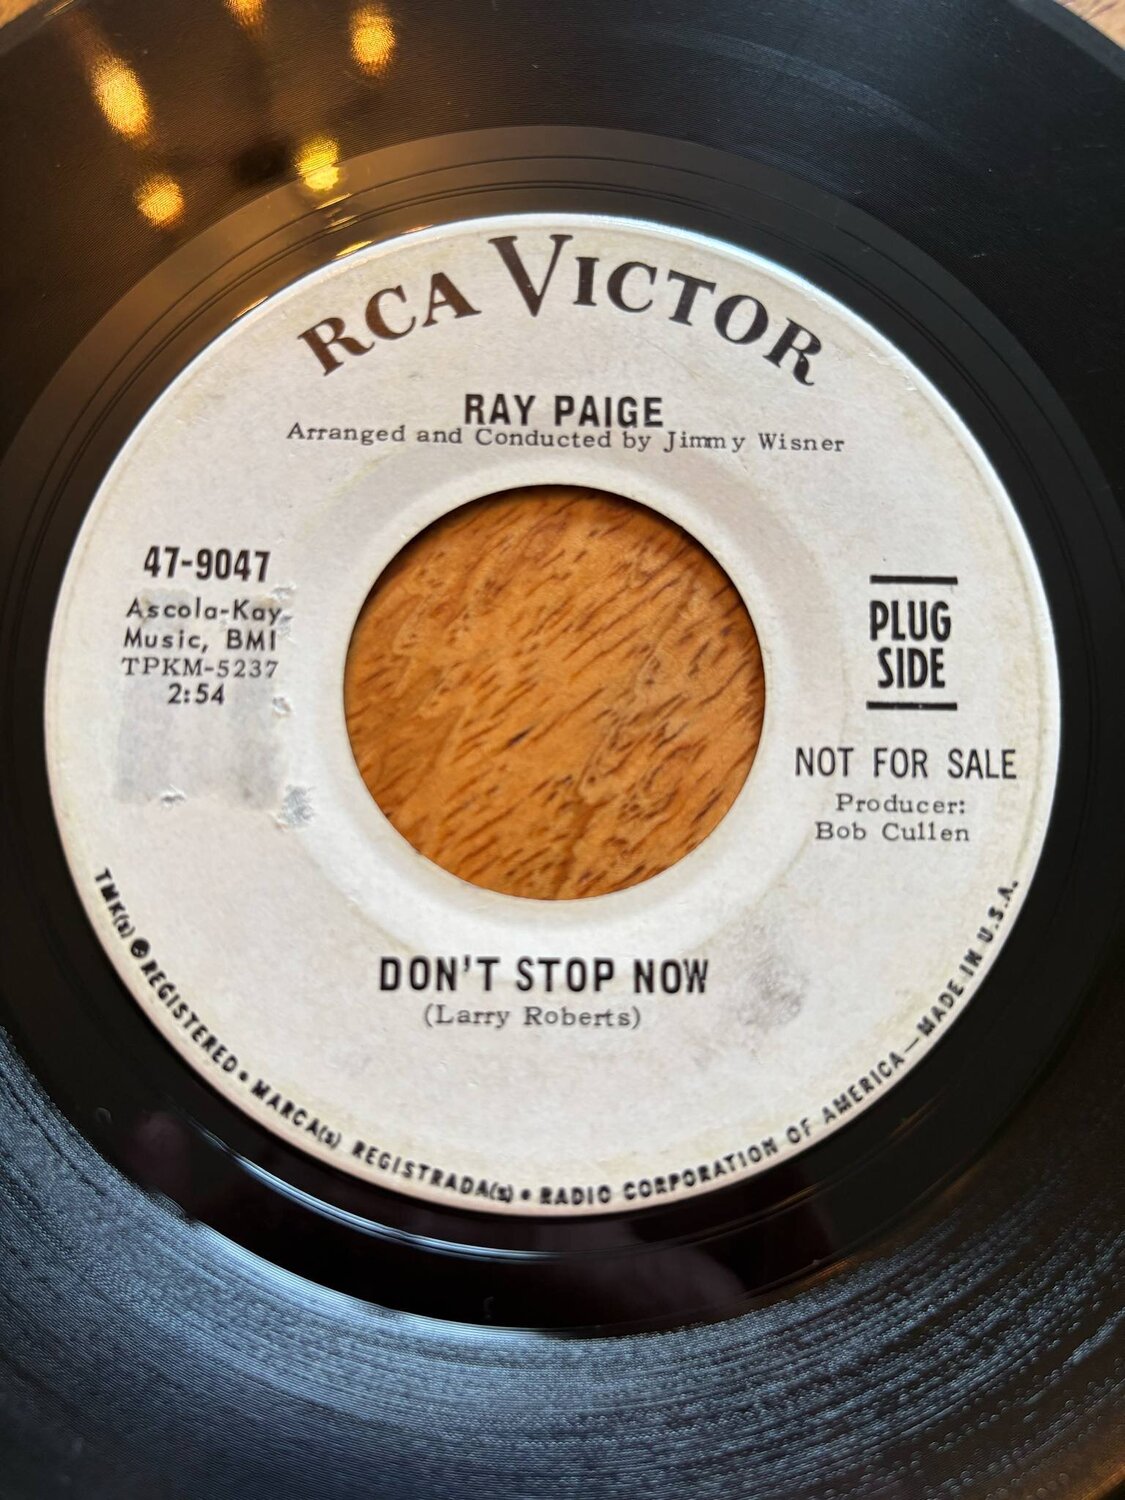 RCA VICTOR
RAY PAIGE
Arranged and Conducted by Jimmy Wisner
47-9047
Ascola-Kay
Music, BMI
TPKM-5237
2:54
PLUG
SIDE
NOT FOR SALE
Producer:
Bob Cullen
DON'T STOP NOW
(Larry Roberts)
TMK(s) ® REGISTERED • MARCA(s) REGISTRADA(s) • RADIO CORPORATION OF AMERICA—MADE IN U.S.A.